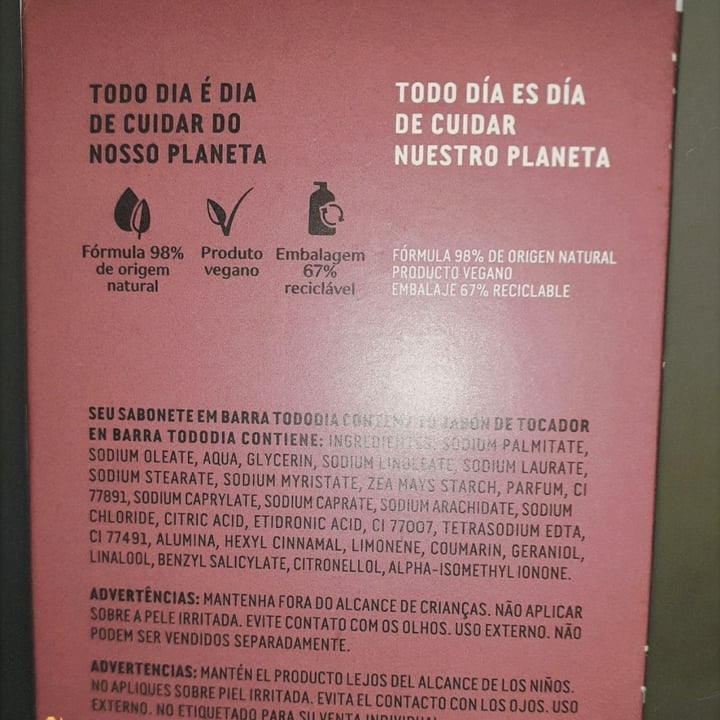 TODO DIA É DIA
DE CUIDAR DO
NOSSO PLANETA
TODO DÍA ES DÍA
DE CUIDAR
NUESTRO PLANETA
Fórmula 98%
de origem
natural
Produto
vegano
Embalagem
67%
reciclável
FÓRMULA 98% DE ORIGEN NATURAL
PRODUCTO VEGANO
EMBALAJE 67% RECICLABLE
SEU SABONETE EM BARRA TODODIA CONTÉM/ TU JABÓN DE TOCADOR
EN BARRA TODODIA CONTIENE: INGREDIENTES: SODIUM PALMITATE,
SODIUM OLEATE, AQUA, GLYCERIN, SODIUM LINOLEATE, SODIUM LAURATE,
SODIUM STEARATE, SODIUM MYRISTATE, ZEA MAYS STARCH, PARFUM, CI
77891, SODIUM CAPRYLATE, SODIUM CAPRATE, SODIUM ARACHIDATE, SODIUM
CHLORIDE, CITRIC ACID, ETIDRONIC ACID, CI 77007, TETRASODIUM EDTA,
CI 77491, ALUMINA, HEXYL CINNAMAL, LIMONENE, COUMARIN, GERANIOL,
LINALOOL, BENZYL SALICYLATE, CITRONELLOL, ALPHA-ISOMETHYL IONONE.
ADVERTÊNCIAS: MANTENHA FORA DO ALCANCE DE CRIANÇAS. NÃO APLICAR
SOBRE A PELE IRRITADA. EVITE CONTATO COM OS OLHOS. USO EXTERNO. NÃO
PODEM SER VENDIDOS SEPARADAMENTE.
ADVERTENCIAS: MANTÉN EL PRODUCTO LEJOS DEL ALCANCE DE LOS NIÑOS.
NO APLIQUES SOBRE PIEL IRRITADA. EVITA EL CONTACTO CON LOS OJOS. USO
EXTERNO. NO ETIQUETADO PARA SU VENTA INDIVIDUAL.